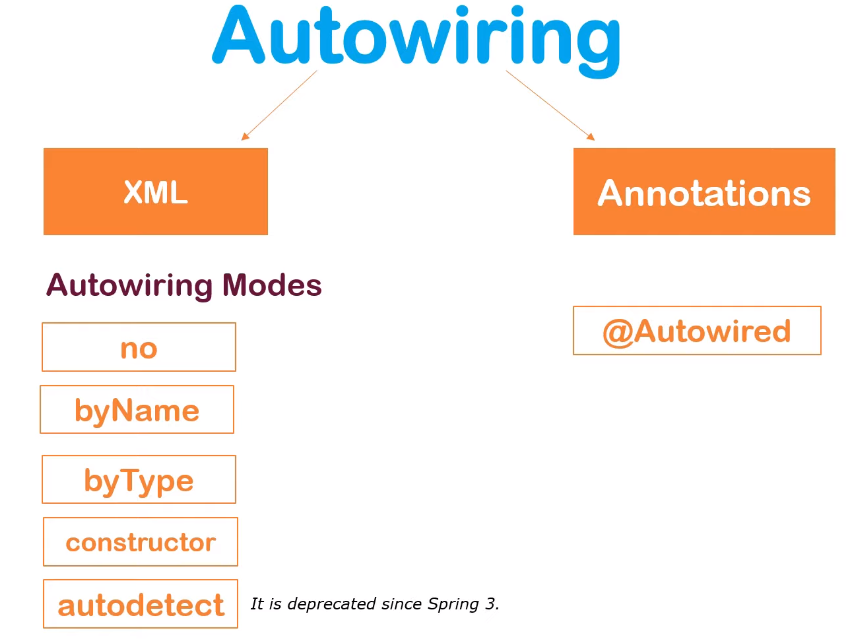 Autowiring
XML
Annotations
Autowiring Modes
no
@Autowired
byName
byType
constructor
autodetect
It is deprecated since Spring 3.